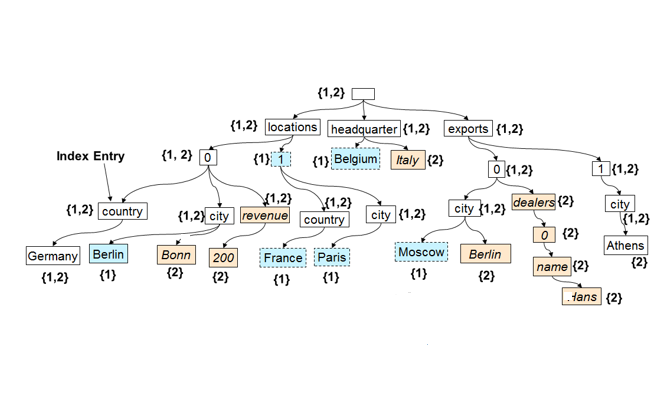 {1,2}
{1,2} locations headquarter {1,2} exports {1,2}
{1, 2} 0 {1} 1 {1} Belgium Italy {2}
Index Entry
0 {1,2} 1 {1,2}
{1,2} country {1,2} city {1,2} revenue {1,2} country city {1,2} city {1,2} dealers {2} city {1,2}
Germany Berlin Bonn 200 France Paris Moscow Berlin 0 {2} Athens
{1,2} {1} {2} {2} {1} {1} {1} {2} name {2} {2}
Hans {2}